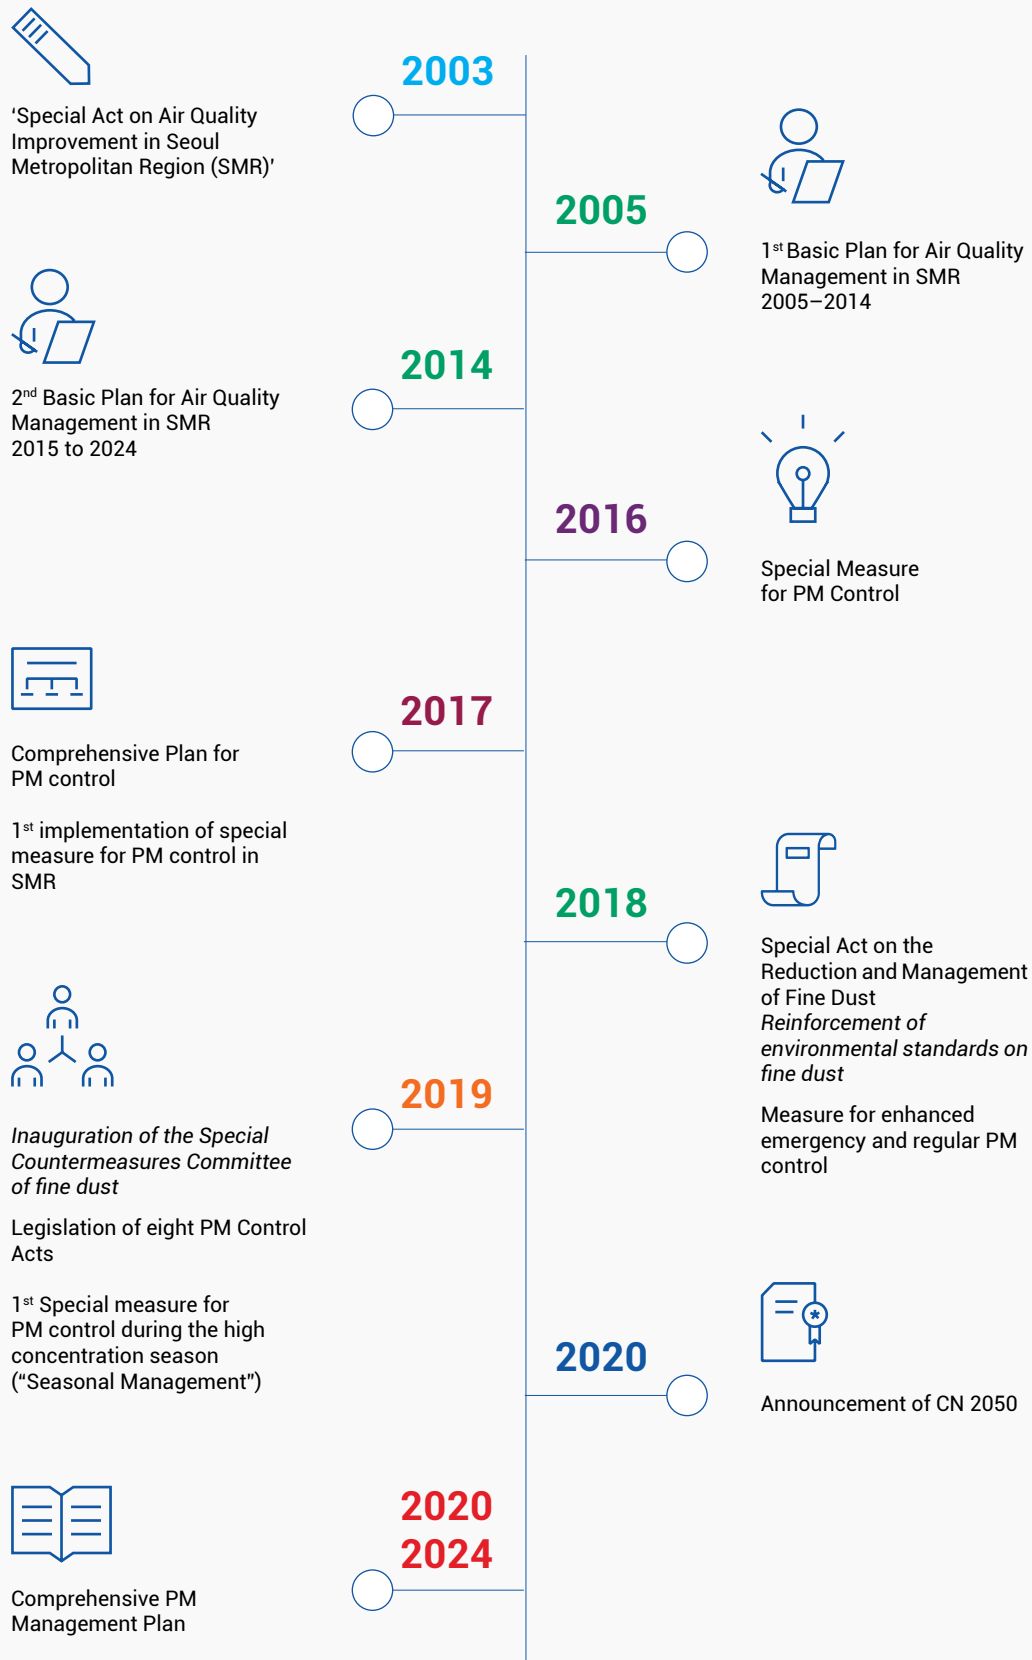 2003
‘Special Act on Air Quality
Improvement in Seoul
Metropolitan Region (SMR)’
2005
1st Basic Plan for Air Quality
Management in SMR
2005–2014
2014
2nd Basic Plan for Air Quality
Management in SMR
2015 to 2024
2016
Special Measure
for PM Control
2017
Comprehensive Plan for
PM control
1st implementation of special
measure for PM control in
SMR
2018
Special Act on the
Reduction and Management
of Fine Dust
Reinforcement of
environmental standards on
fine dust
Measure for enhanced
emergency and regular PM
control
2019
Inauguration of the Special
Countermeasures Committee
of fine dust
Legislation of eight PM Control
Acts
1st Special measure for
PM control during the high
concentration season
(“Seasonal Management”)
2020
Announcement of CN 2050
2020
2024
Comprehensive PM
Management Plan